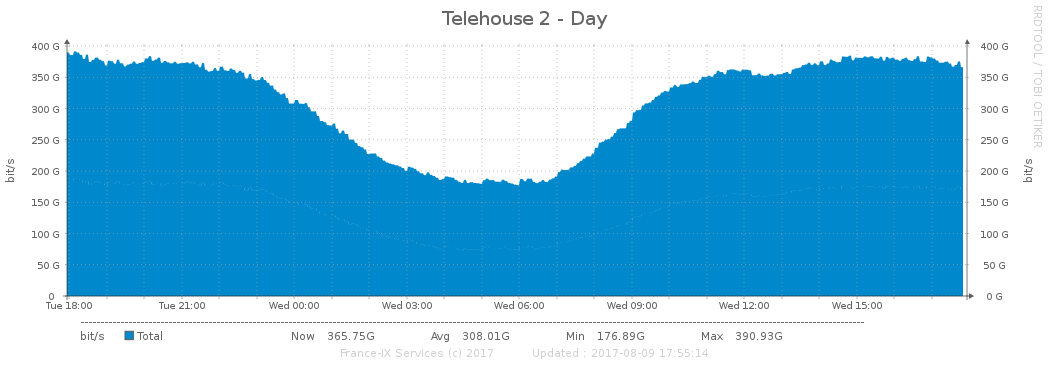 Telehouse 2 - Day
RRDTOOL / TOBI OETIKER
bit/s
bit/s
400 G 400 G
350 G 350 G
300 G 300 G
250 G 250 G
200 G 200 G
150 G 150 G
100 G 100 G
50 G 50 G
0 0 G
Tue 18:00 Tue 21:00 Wed 00:00 Wed 03:00 Wed 06:00 Wed 09:00 Wed 12:00 Wed 15:00
bit/s Total Now 365.75G Avg 308.01G Min 176.89G Max 390.93G
France-IX Services (c) 2017 Updated : 2017-08-09 17:55:14